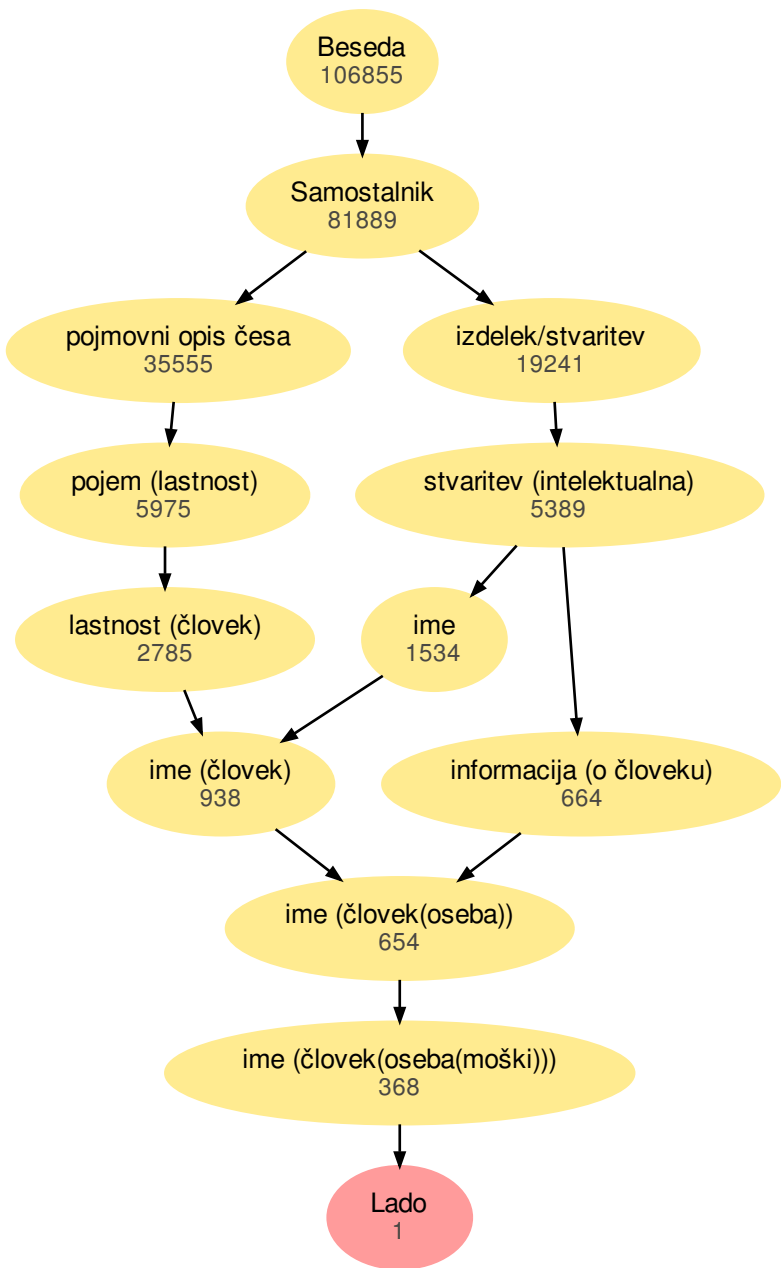 Beseda
106855
Samostalnik
81889
pojmovni opis česa
35555
izdelek/stvaritev
19241
pojem (lastnost)
5975
stvaritev (intelektualna)
5389
lastnost (človek)
2785
ime
1534
ime (človek)
938
informacija (o človeku)
664
ime (človek(oseba))
654
ime (človek(oseba(moški)))
368
Lado
1